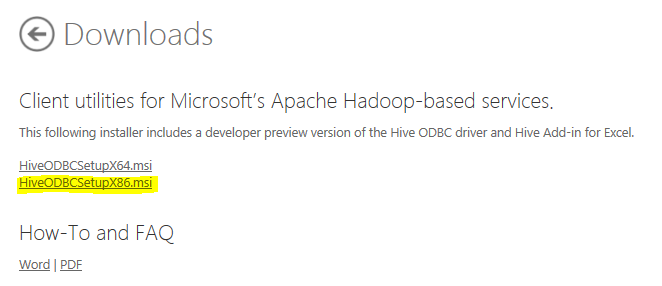 Downloads
Client utilities for Microsoft's Apache Hadoop-based services.
This following installer includes a developer preview version of the Hive ODBC driver and Hive Add-in for Excel.
HiveODBCSetupX64.msi
HiveODBCSetupX86.msi
How-To and FAQ
Word | PDF